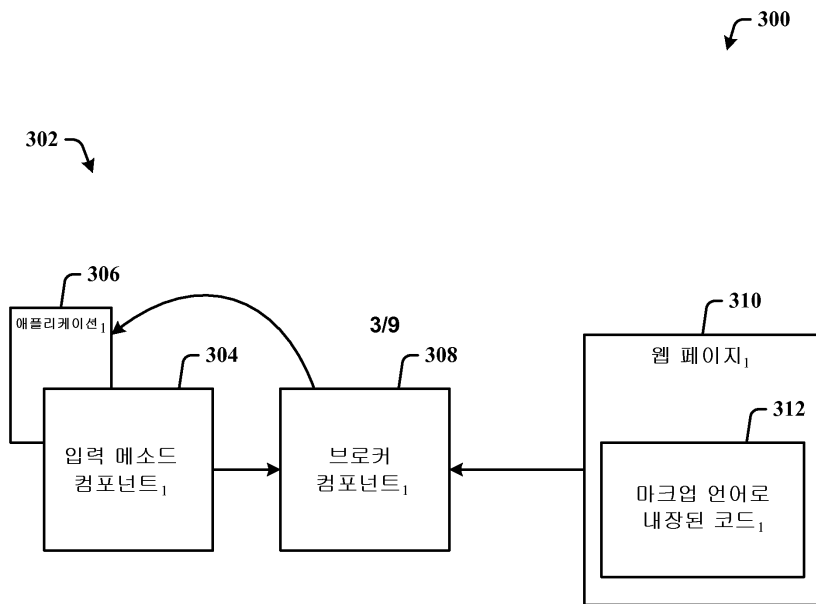 300
302
306
애플리케이션1
304
입력 메소드
컴포넌트1
3/9
308
브로커
컴포넌트1
310
웹 페이지1
312
마크업 언어로
내장된 코드1